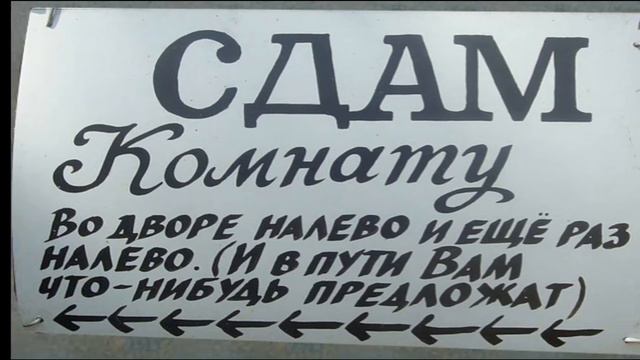 СДАМ
Комнату
Во дворе налево и ещё раз
налево. (И в пути Вам
что-нибудь предложат)
←←←←←←←←